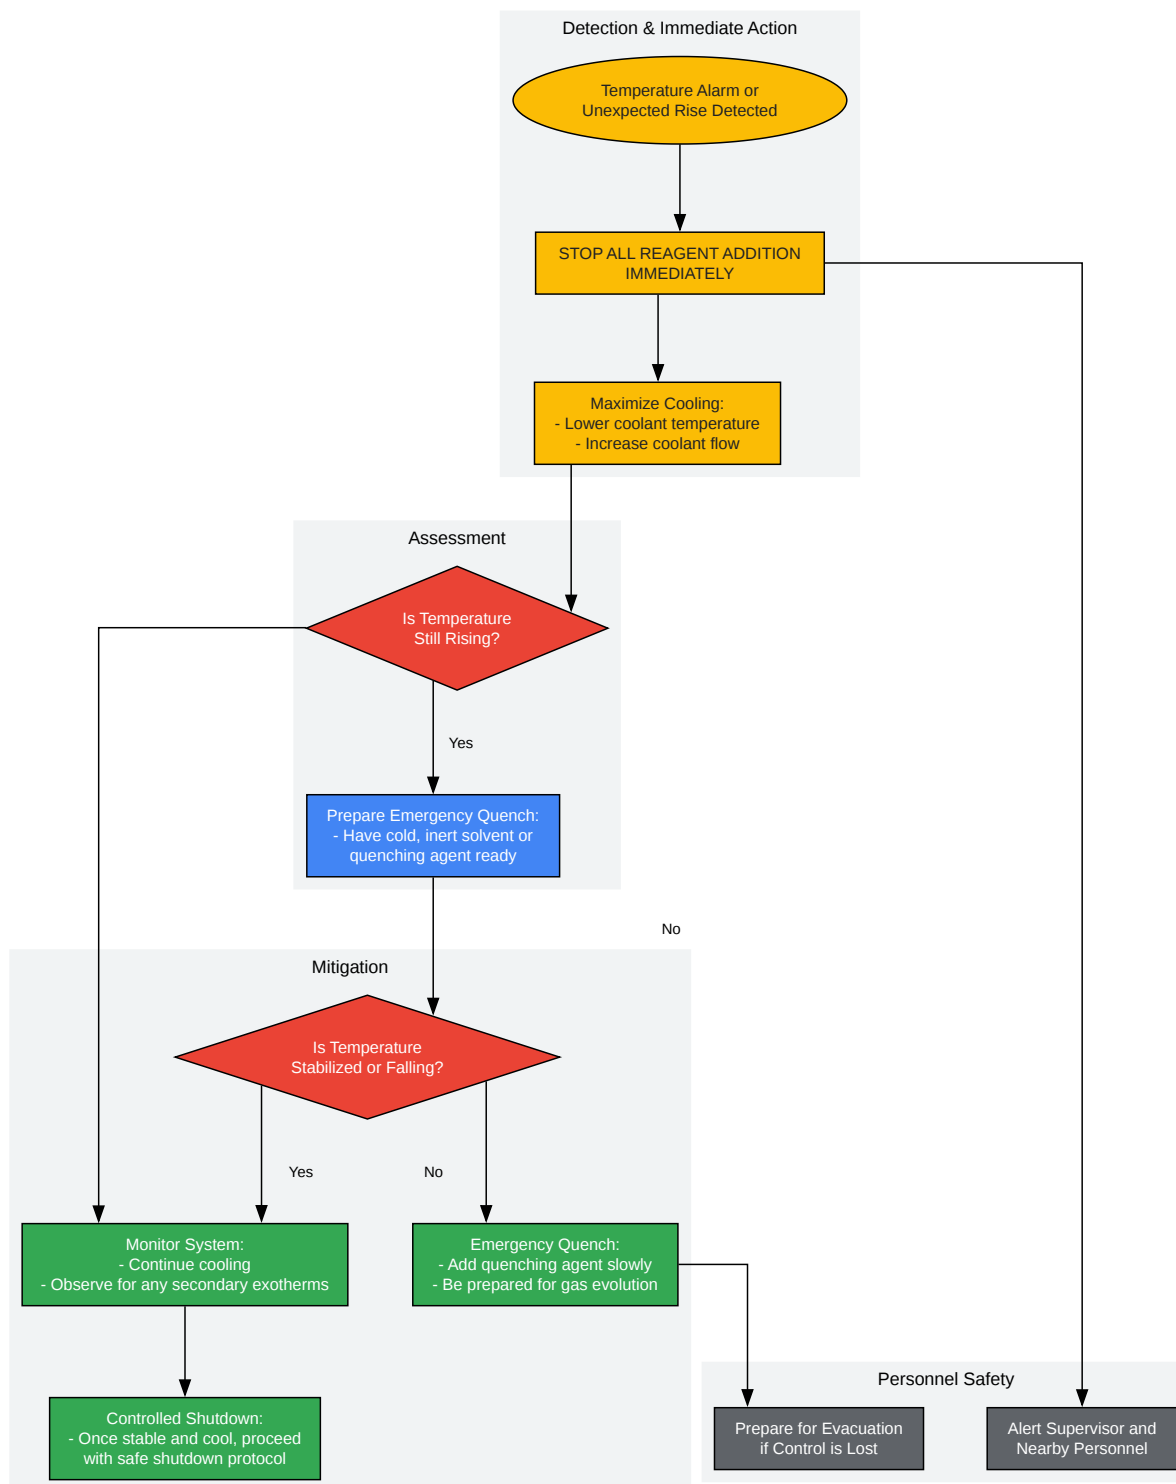 Detection & Immediate Action
Temperature Alarm or
Unexpected Rise Detected
STOP ALL REAGENT ADDITION
IMMEDIATELY
Maximize Cooling:
- Lower coolant temperature
- Increase coolant flow
Assessment
Is Temperature
Still Rising?
Yes
Prepare Emergency Quench:
- Have cold, inert solvent or
quenching agent ready
No
Mitigation
Is Temperature
Stabilized or Falling?
Yes
No
Monitor System:
- Continue cooling
- Observe for any secondary exotherms
Emergency Quench:
- Add quenching agent slowly
- Be prepared for gas evolution
Controlled Shutdown:
- Once stable and cool, proceed
with safe shutdown protocol
Personnel Safety
Prepare for Evacuation
if Control is Lost
Alert Supervisor and
Nearby Personnel